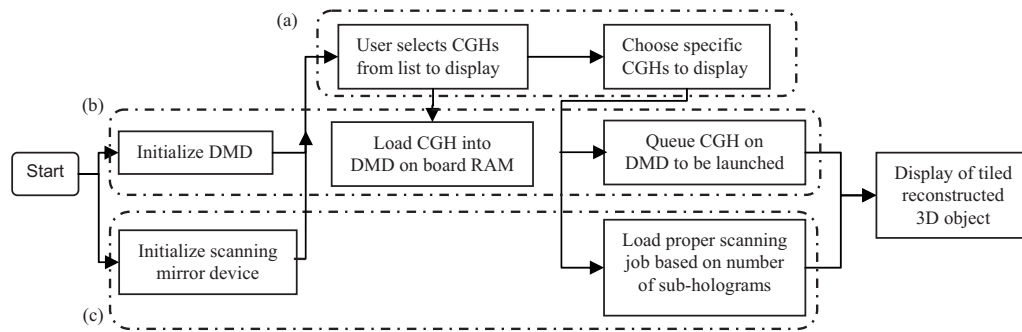 (a)
User selects CGHs
from list to display
Choose specific
CGHs to display
(b)
Start
Initialize DMD
Load CGH into
DMD on board RAM
Queue CGH on
DMD to be launched
Display of tiled
reconstructed
3D object
Initialize scanning
mirror device
Load proper scanning
job based on number
of sub-holograms
(c)